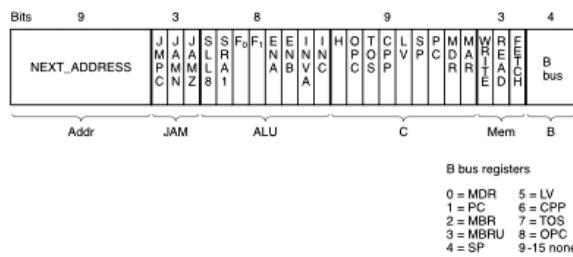 Bits 9 3 8 9 3 4
NEXT_ADDRESS JMPC JAMN JAMZ SLL8 SRA1 F0 F1 ENA ENB INVA INC H OPC TOS CPP LV SP PC MDR MAR WRITE READ FETCH B bus
Addr JAM ALU C Mem B
B bus registers
0 = MDR 5 = LV
1 = PC 6 = CPP
2 = MBR 7 = TOS
3 = MBRU 8 = OPC
4 = SP 9-15 none